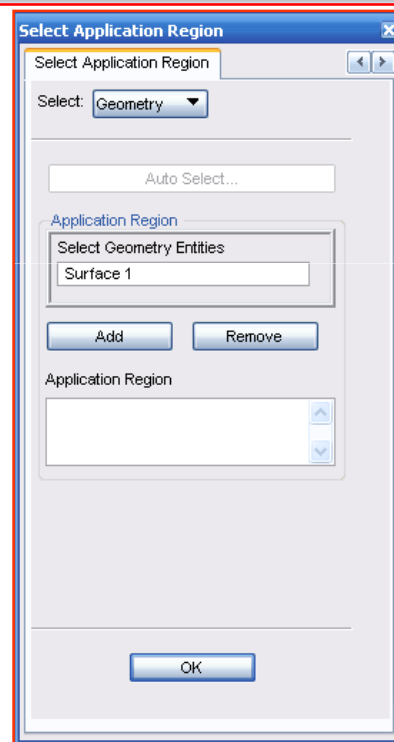 Select Application Region
Select Application Region
Select: Geometry
Auto Select...
Application Region
Select Geometry Entities
Surface 1
Add Remove
Application Region
OK